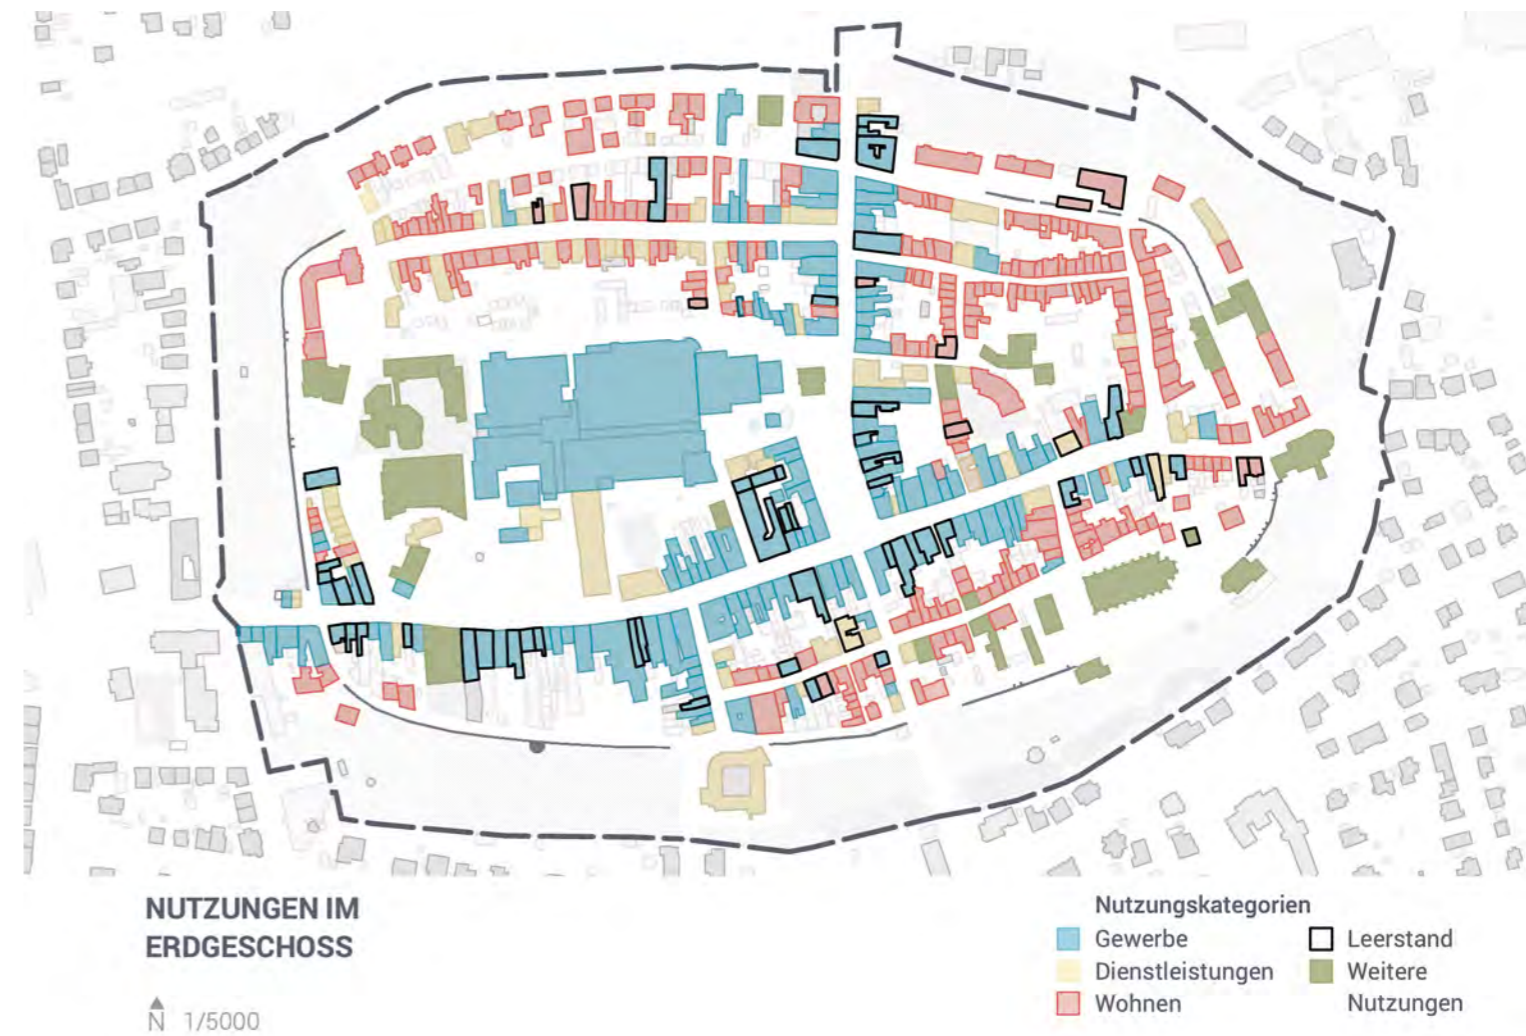 NUTZUNGEN IM
ERDGESCHOSS
N 1/5000
Nutzungskategorien
Gewerbe
Dienstleistungen
Wohnen
Leerstand
Weitere
Nutzungen